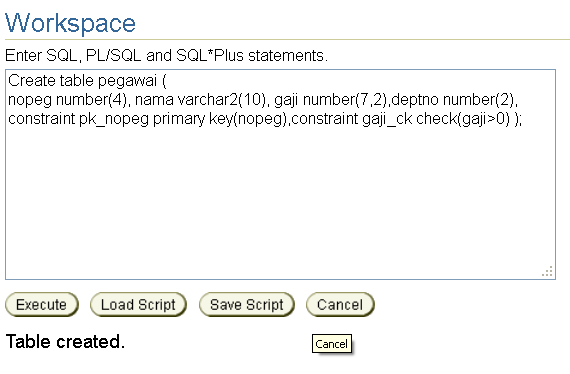 Workspace
Enter SQL, PL/SQL and SQL*Plus statements.
Create table pegawai (
nopeg number(4), nama varchar2(10), gaji number(7,2),deptno number(2),
constraint pk_nopeg primary key(nopeg),constraint gaji_ck check(gaji>0) );
Execute Load Script Save Script Cancel
Table created.
Cancel